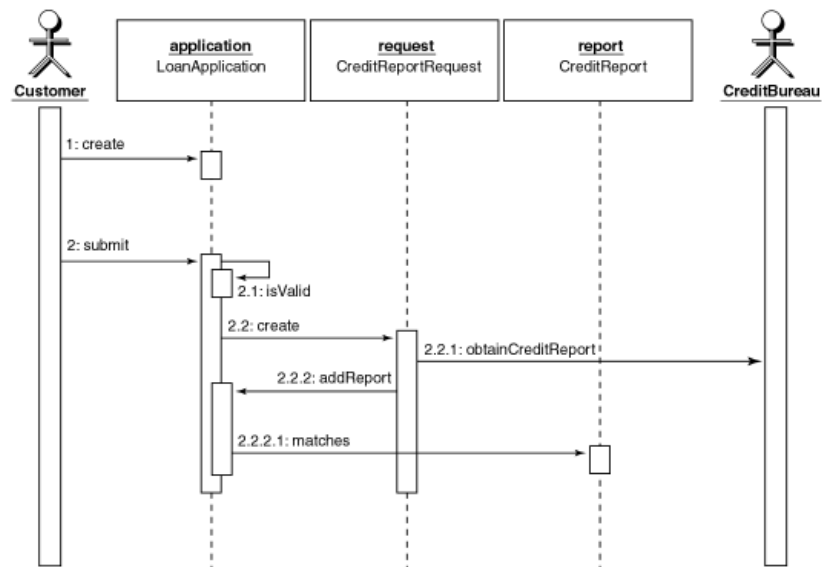 application
LoanApplication
request
CreditReportRequest
report
CreditReport
Customer
CreditBureau
1: create
2: submit
2.1: isValid
2.2: create
2.2.1: obtainCreditReport
2.2.2: addReport
2.2.2.1: matches